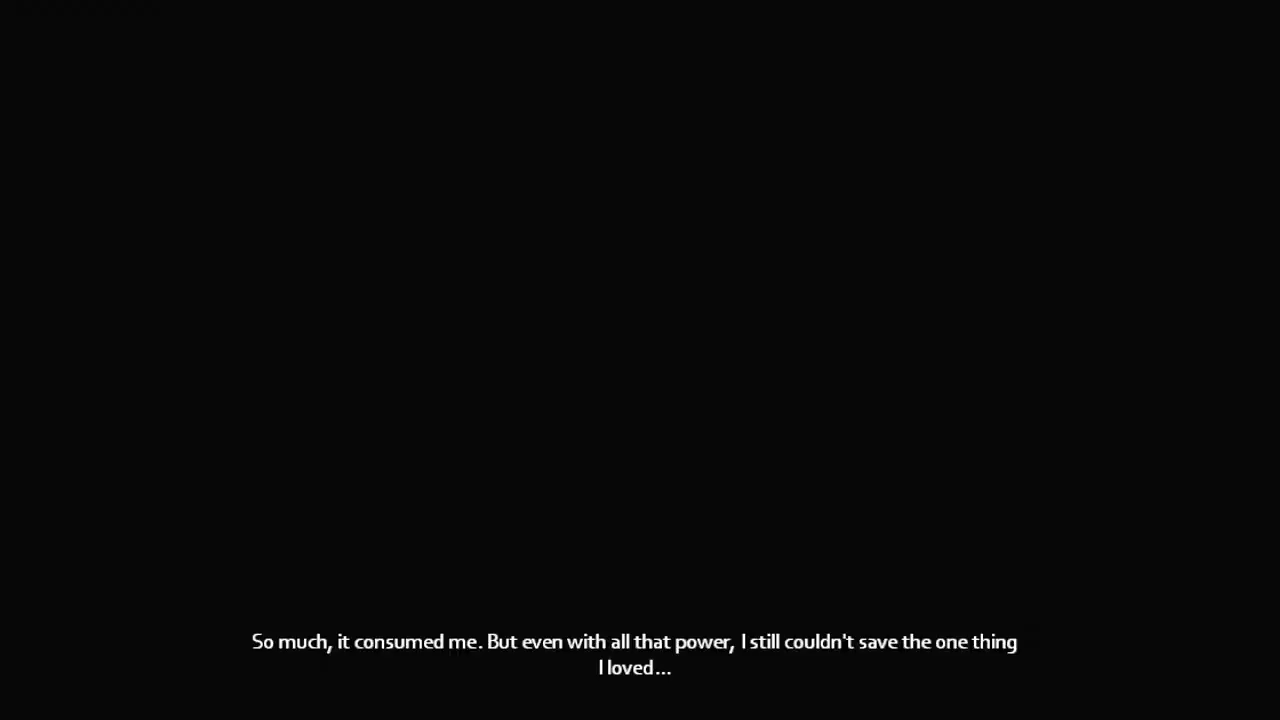 So much, it consumed me. But even with all that power, I still couldn't save the one thing
I loved...